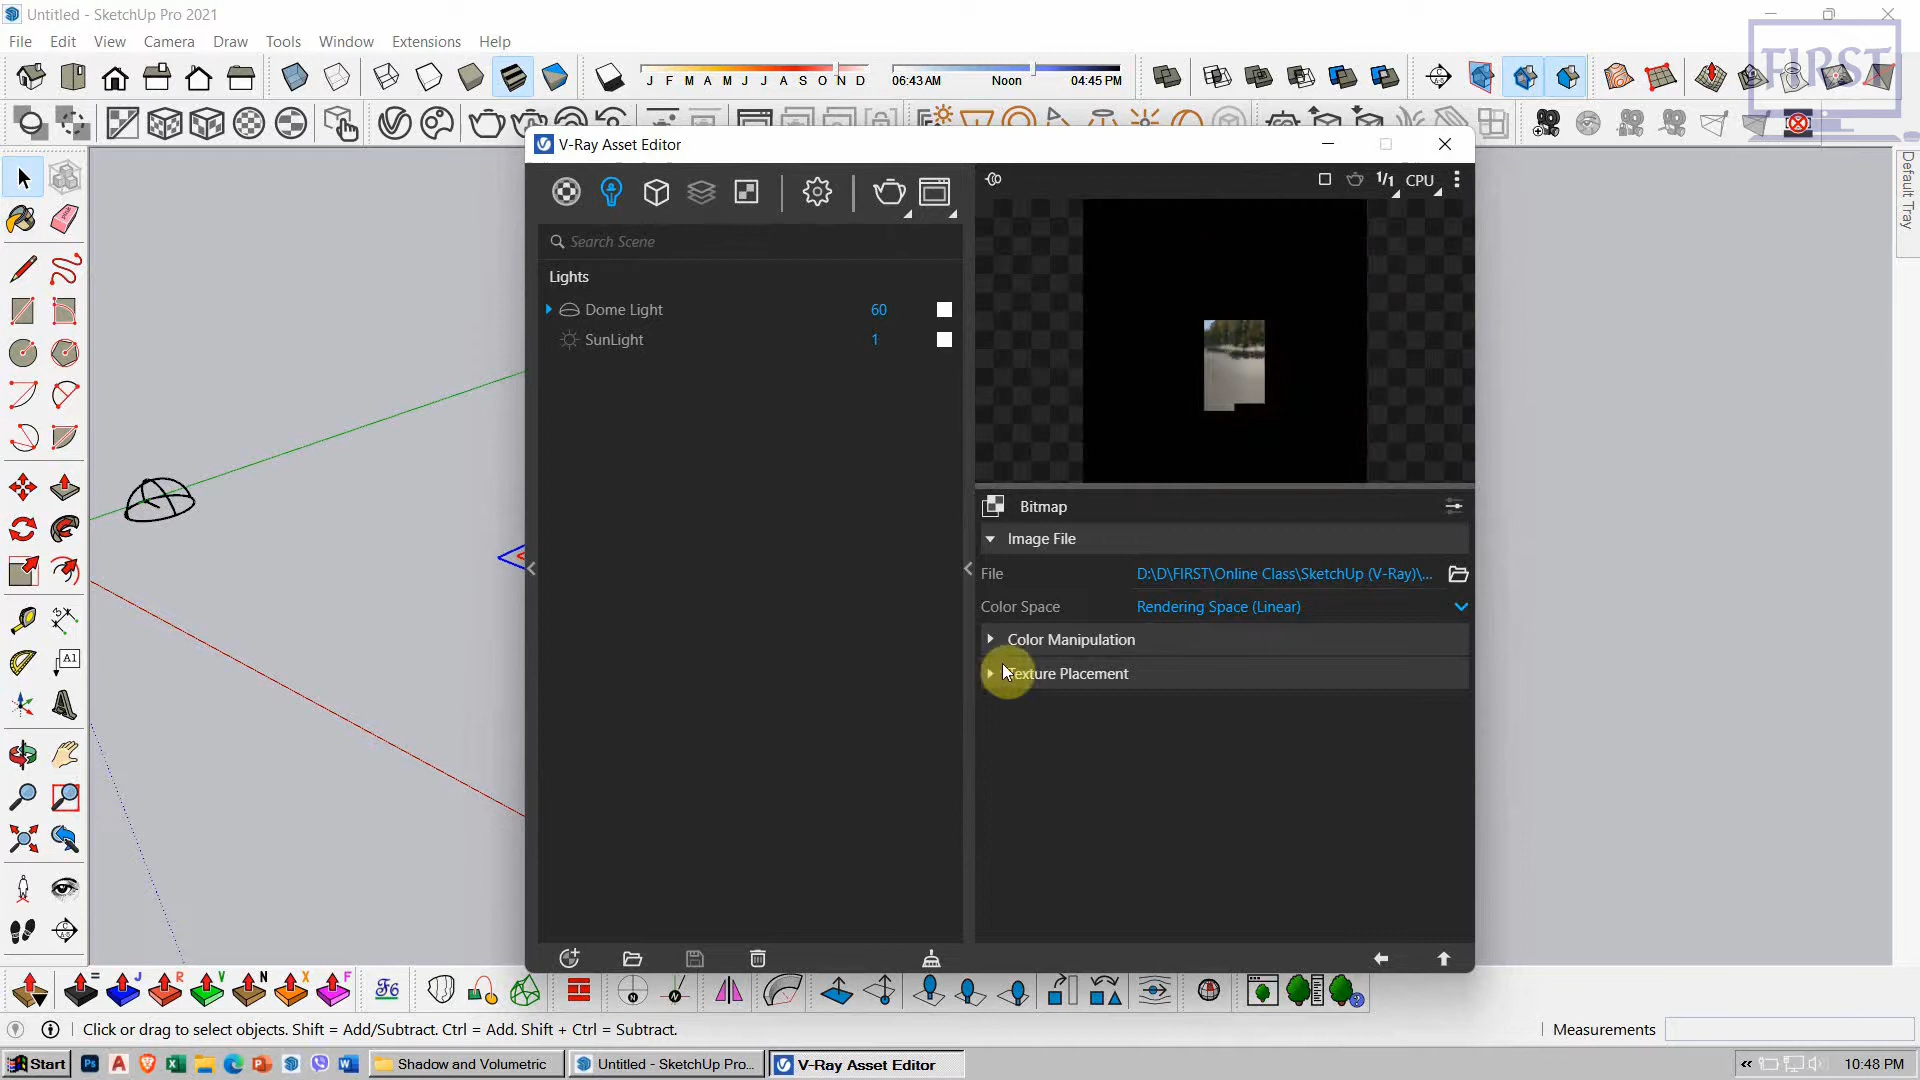 Untitled - SketchUp Pro 2021
FIRST
File Edit View Camera Draw Tools Window Extensions Help
J F M A M J J A S O N D 06:43 AM Noon 04:45 PM
V-Ray Asset Editor
Default Tray
1/1 CPU
Search Scene
Lights
Dome Light 60
SunLight 1
Bitmap
Image File
File D:\D\FIRST\Online Class\SketchUp (V-Ray)\...
Color Space Rendering Space (Linear)
Color Manipulation
Texture Placement
A1
= J R V N X F F6
Click or drag to select objects. Shift = Add/Subtract. Ctrl = Add. Shift + Ctrl = Subtract.
Measurements
Start Shadow and Volumetric Untitled - SketchUp Pro... V-Ray Asset Editor 10:48 PM